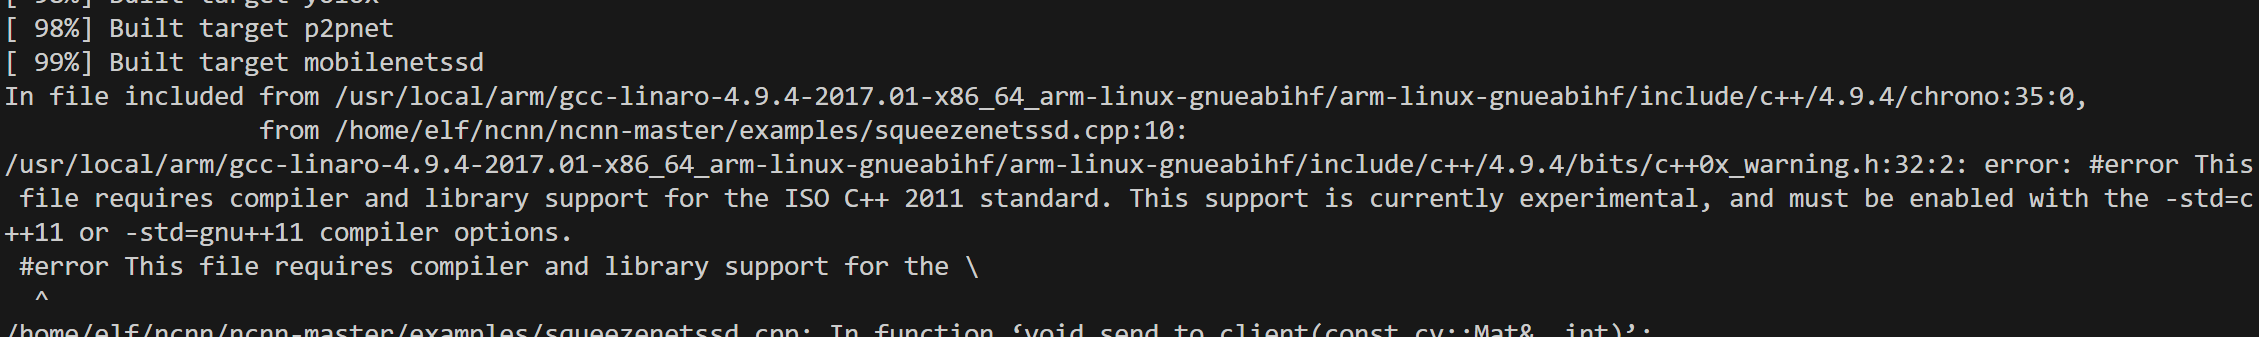 [ 98%] Built target yolox
[ 98%] Built target p2pnet
[ 99%] Built target mobilenetssd
In file included from /usr/local/arm/gcc-linaro-4.9.4-2017.01-x86_64_arm-linux-gnueabihf/arm-linux-gnueabihf/include/c++/4.9.4/chrono:35:0,
                 from /home/elf/ncnn/ncnn-master/examples/squeezenetssd.cpp:10:
/usr/local/arm/gcc-linaro-4.9.4-2017.01-x86_64_arm-linux-gnueabihf/arm-linux-gnueabihf/include/c++/4.9.4/bits/c++0x_warning.h:32:2: error: #error This
 file requires compiler and library support for the ISO C++ 2011 standard. This support is currently experimental, and must be enabled with the -std=c
++11 or -std=gnu++11 compiler options.
 #error This file requires compiler and library support for the \
  ^
/home/elf/ncnn/ncnn-master/examples/squeezenetssd.cpp: In function ‘void send_to_client(const cv::Mat&, int)’: